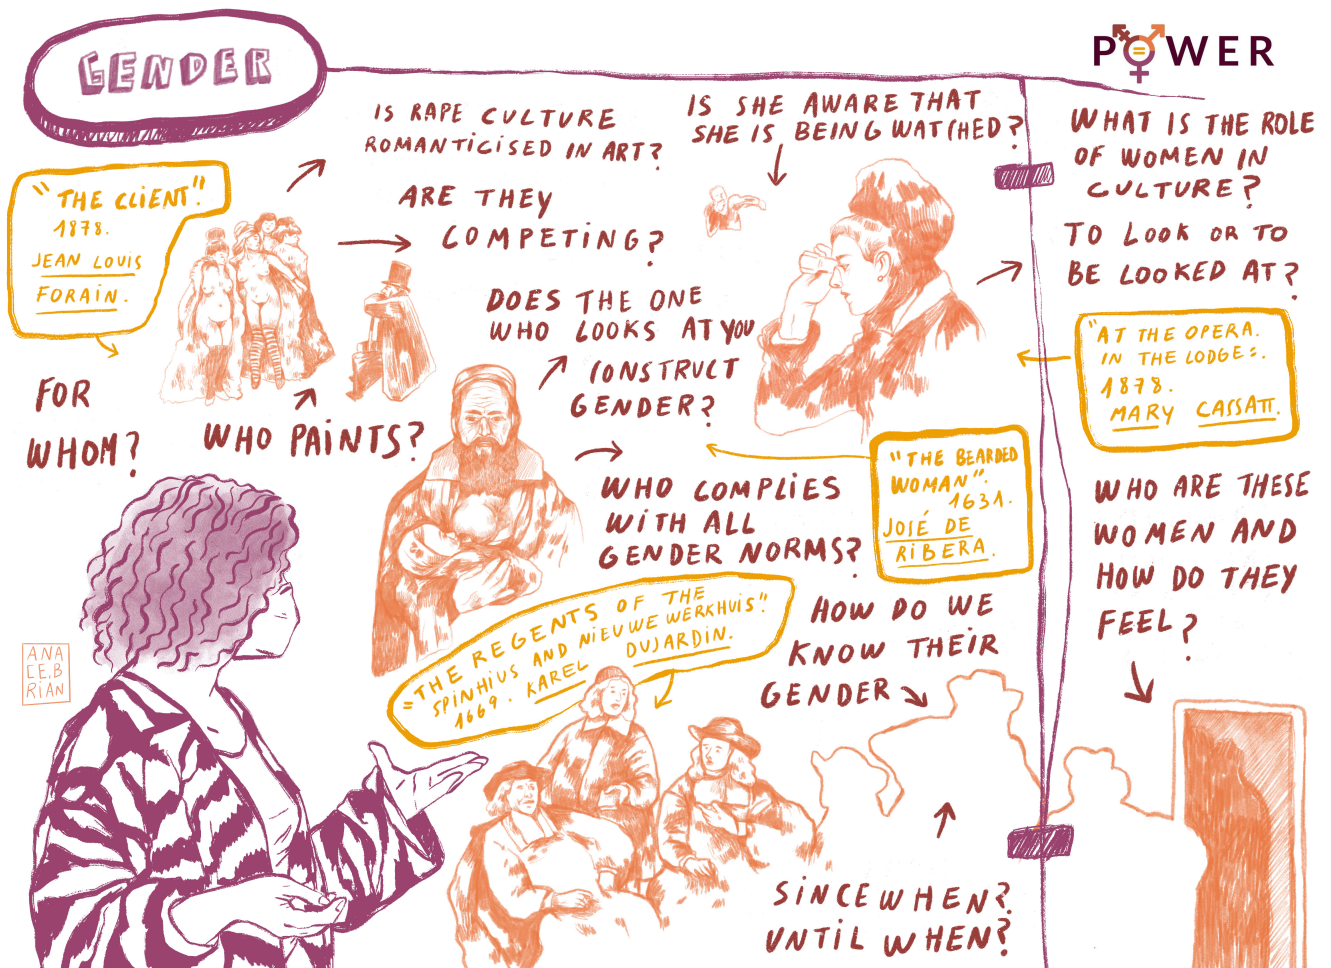 GENDER
POWER
IS RAPE CULTURE
ROMANTICISED IN ART?
IS SHE AWARE THAT
SHE IS BEING WATCHED?
WHAT IS THE ROLE
OF WOMEN IN
CULTURE?
TO LOOK OR TO
BE LOOKED AT?
"THE CLIENT".
1878.
JEAN LOUIS
FORAIN.
ARE THEY
COMPETING?
DOES THE ONE
WHO LOOKS AT YOU
CONSTRUCT
GENDER?
"AT THE OPERA.
IN THE LODGE".
1878.
MARY CASSATT.
FOR
WHOM?
WHO PAINTS?
"THE BEARDED
WOMAN".
1631.
JOSÉ DE
RIBERA.
WHO COMPLIES
WITH ALL
GENDER NORMS?
WHO ARE THESE
WOMEN AND
HOW DO THEY
FEEL?
"THE REGENTS OF THE
SPINHIUS AND NIEUWE WERKHUIS".
1669. KAREL DUJARDIN.
HOW DO WE
KNOW THEIR
GENDER
SINCE WHEN?
UNTIL WHEN?
ANA
CEB
RIAN